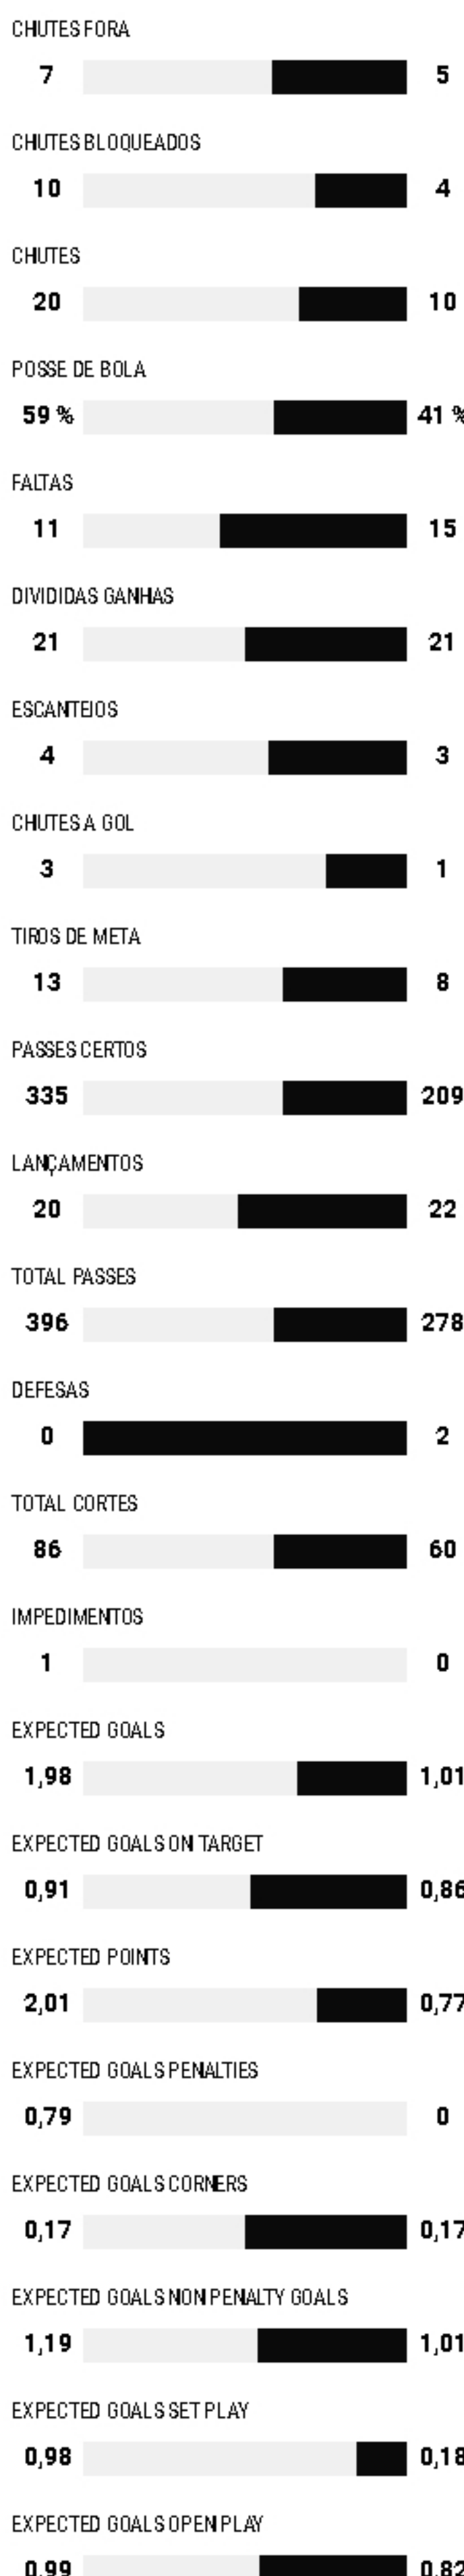 CHUTES FORA
7 5
CHUTES BLOQUEADOS
10 4
CHUTES
20 10
POSSE DE BOLA
59 % 41 %
FALTAS
11 15
DIVIDIDAS GANHAS
21 21
ESCANTEIOS
4 3
CHUTES A GOL
3 1
TIROS DE META
13 8
PASSES CERTOS
335 209
LANÇAMENTOS
20 22
TOTAL PASSES
396 278
DEFESAS
0 2
TOTAL CORTES
86 60
IMPEDIMENTOS
1 0
EXPECTED GOALS
1,98 1,01
EXPECTED GOALS ON TARGET
0,91 0,86
EXPECTED POINTS
2,01 0,77
EXPECTED GOALS PENALTIES
0,79 0
EXPECTED GOALS CORNERS
0,17 0,17
EXPECTED GOALS NON PENALTY GOALS
1,19 1,01
EXPECTED GOALS SET PLAY
0,98 0,18
EXPECTED GOALS OPEN PLAY
0,99 0,82